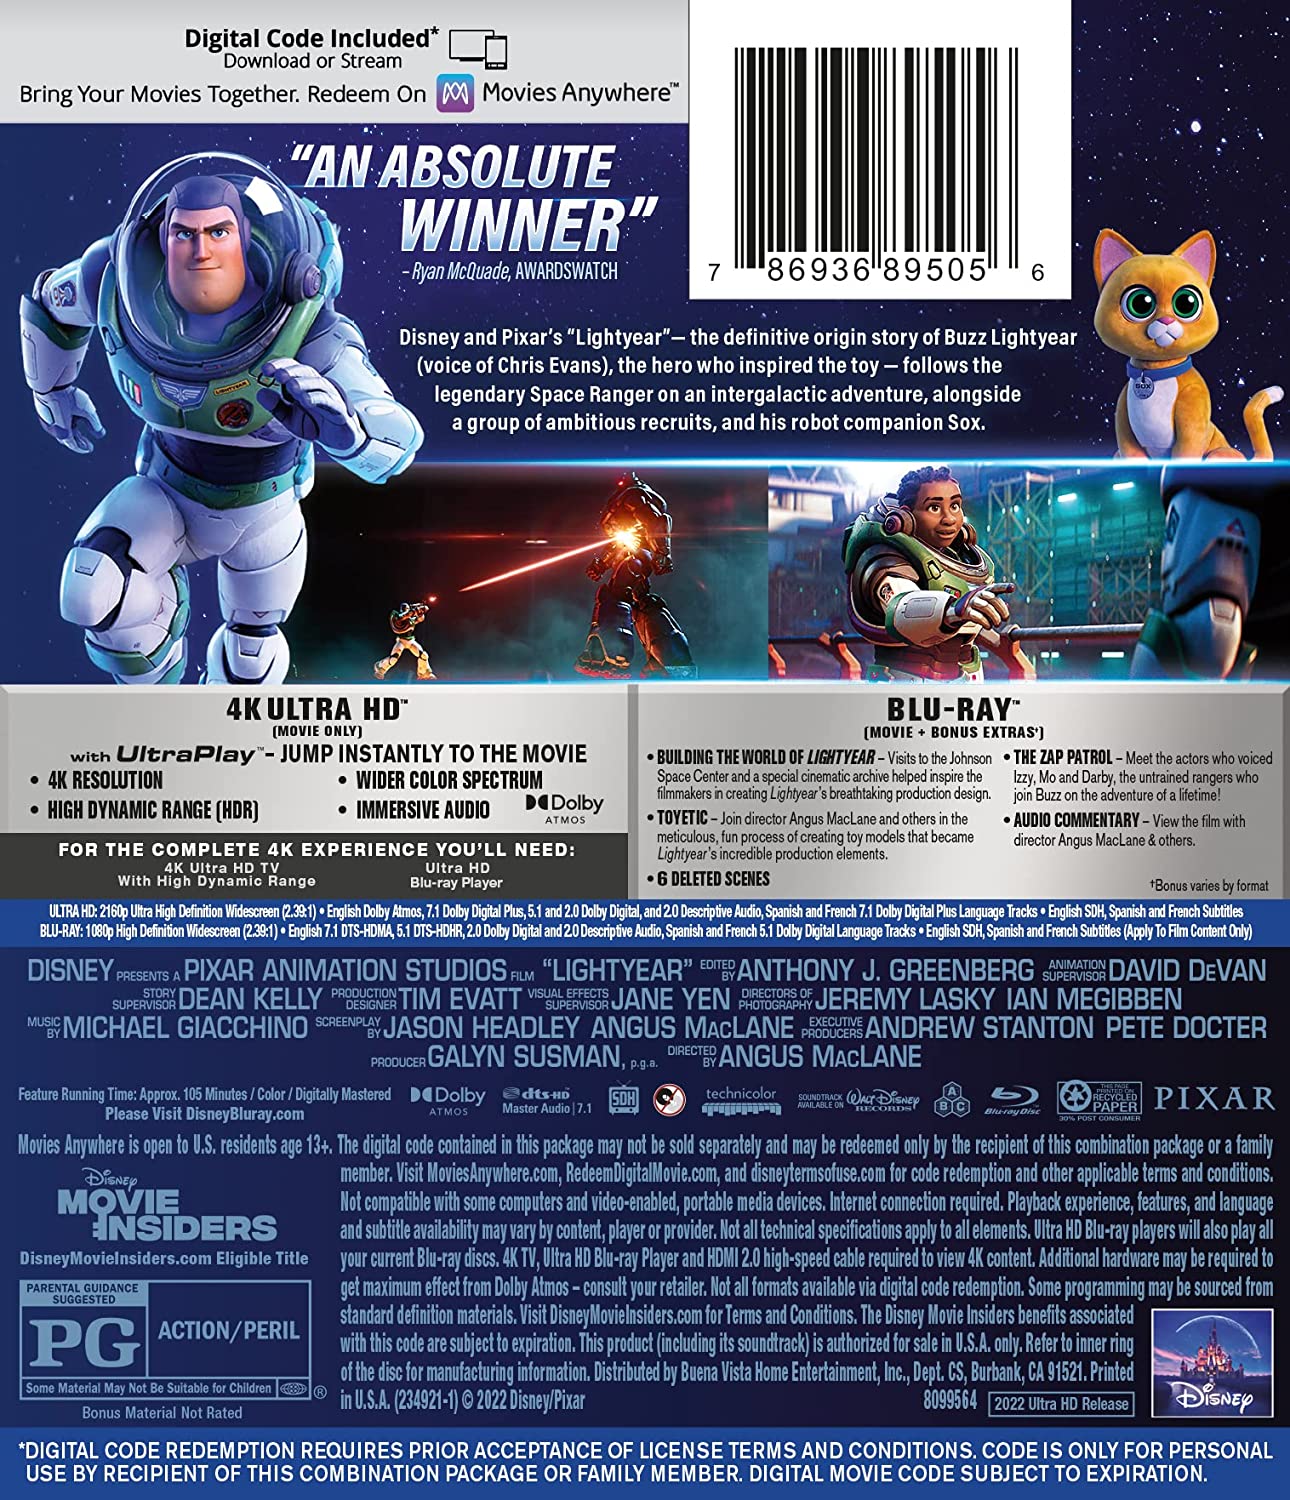 Digital Code Included*
Download or Stream
Bring Your Movies Together. Redeem On Movies Anywhere™
"AN ABSOLUTE
WINNER"
– Ryan McQuade, AWARDSWATCH
7 86936 89505 6
Disney and Pixar's "Lightyear"— the definitive origin story of Buzz Lightyear
(voice of Chris Evans), the hero who inspired the toy — follows the
legendary Space Ranger on an intergalactic adventure, alongside
a group of ambitious recruits, and his robot companion Sox.
LIGHTYEAR
SOX
4K ULTRA HD™
(MOVIE ONLY)
with UltraPlay™ - JUMP INSTANTLY TO THE MOVIE
• 4K RESOLUTION • WIDER COLOR SPECTRUM
• HIGH DYNAMIC RANGE (HDR) • IMMERSIVE AUDIO Dolby
ATMOS
FOR THE COMPLETE 4K EXPERIENCE YOU'LL NEED:
4K Ultra HD TV Ultra HD
With High Dynamic Range Blu-ray Player
BLU-RAY™
(MOVIE + BONUS EXTRAS†)
• BUILDING THE WORLD OF LIGHTYEAR – Visits to the Johnson
Space Center and a special cinematic archive helped inspire the
filmmakers in creating Lightyear's breathtaking production design.
• TOYETIC – Join director Angus MacLane and others in the
meticulous, fun process of creating toy models that became
Lightyear's incredible production elements.
• 6 DELETED SCENES
• THE ZAP PATROL – Meet the actors who voiced
Izzy, Mo and Darby, the untrained rangers who
join Buzz on the adventure of a lifetime!
• AUDIO COMMENTARY – View the film with
director Angus MacLane & others.
†Bonus varies by format
ULTRA HD: 2160p Ultra High Definition Widescreen (2.39:1) • English Dolby Atmos, 7.1 Dolby Digital Plus, 5.1 and 2.0 Dolby Digital, and 2.0 Descriptive Audio, Spanish and French 7.1 Dolby Digital Plus Language Tracks • English SDH, Spanish and French Subtitles
BLU-RAY: 1080p High Definition Widescreen (2.39:1) • English 7.1 DTS-HDMA, 5.1 DTS-HDHR, 2.0 Dolby Digital and 2.0 Descriptive Audio, Spanish and French 5.1 Dolby Digital Language Tracks • English SDH, Spanish and French Subtitles (Apply To Film Content Only)
DISNEY PRESENTS A PIXAR ANIMATION STUDIOS FILM "LIGHTYEAR" EDITED BY ANTHONY J. GREENBERG ANIMATION SUPERVISOR DAVID DeVAN
STORY SUPERVISOR DEAN KELLY PRODUCTION DESIGNER TIM EVATT VISUAL EFFECTS SUPERVISOR JANE YEN DIRECTORS OF PHOTOGRAPHY JEREMY LASKY IAN MEGIBBEN
MUSIC BY MICHAEL GIACCHINO SCREENPLAY BY JASON HEADLEY ANGUS MacLANE EXECUTIVE PRODUCERS ANDREW STANTON PETE DOCTER
PRODUCER GALYN SUSMAN, p.g.a. DIRECTED BY ANGUS MacLANE
Feature Running Time: Approx. 105 Minutes / Color / Digitally Mastered
Please Visit DisneyBluray.com
Dolby
ATMOS
dts-HD
Master Audio | 7.1
SDH
technicolor
SOUNDTRACK AVAILABLE ON Walt Disney RECORDS
A B C
Blu-ray Disc
THIS PAGE PRINTED ON RECYCLED PAPER
30% POST CONSUMER
PIXAR
Movies Anywhere is open to U.S. residents age 13+. The digital code contained in this package may not be sold separately and may be redeemed only by the recipient of this combination package or a family
member. Visit MoviesAnywhere.com, RedeemDigitalMovie.com, and disneytermsofuse.com for code redemption and other applicable terms and conditions.
Not compatible with some computers and video-enabled, portable media devices. Internet connection required. Playback experience, features, and language
and subtitle availability may vary by content, player or provider. Not all technical specifications apply to all elements. Ultra HD Blu-ray players will also play all
your current Blu-ray discs. 4K TV, Ultra HD Blu-ray Player and HDMI 2.0 high-speed cable required to view 4K content. Additional hardware may be required to
get maximum effect from Dolby Atmos – consult your retailer. Not all formats available via digital code redemption. Some programming may be sourced from
standard definition materials. Visit DisneyMovieInsiders.com for Terms and Conditions. The Disney Movie Insiders benefits associated
with this code are subject to expiration. This product (including its soundtrack) is authorized for sale in U.S.A. only. Refer to inner ring
of the disc for manufacturing information. Distributed by Buena Vista Home Entertainment, Inc., Dept. CS, Burbank, CA 91521. Printed
in U.S.A. (234921-1) © 2022 Disney/Pixar 8099564 2022 Ultra HD Release
Disney
MOVIE
INSIDERS
DisneyMovieInsiders.com Eligible Title
PARENTAL GUIDANCE SUGGESTED
PG ACTION/PERIL
Some Material May Not Be Suitable for Children ®
Bonus Material Not Rated
Disney
*DIGITAL CODE REDEMPTION REQUIRES PRIOR ACCEPTANCE OF LICENSE TERMS AND CONDITIONS. CODE IS ONLY FOR PERSONAL
USE BY RECIPIENT OF THIS COMBINATION PACKAGE OR FAMILY MEMBER. DIGITAL MOVIE CODE SUBJECT TO EXPIRATION.